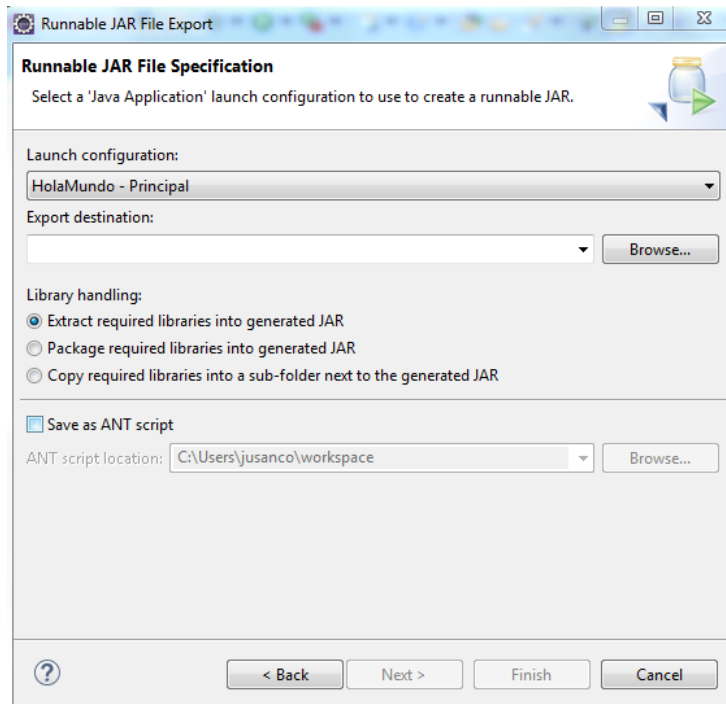 Runnable JAR File Export
Runnable JAR File Specification
Select a 'Java Application' launch configuration to use to create a runnable JAR.
Launch configuration:
HolaMundo - Principal
Export destination:
Browse...
Library handling:
Extract required libraries into generated JAR
Package required libraries into generated JAR
Copy required libraries into a sub-folder next to the generated JAR
Save as ANT script
ANT script location: C:\Users\jusanco\workspace Browse...
? < Back Next > Finish Cancel